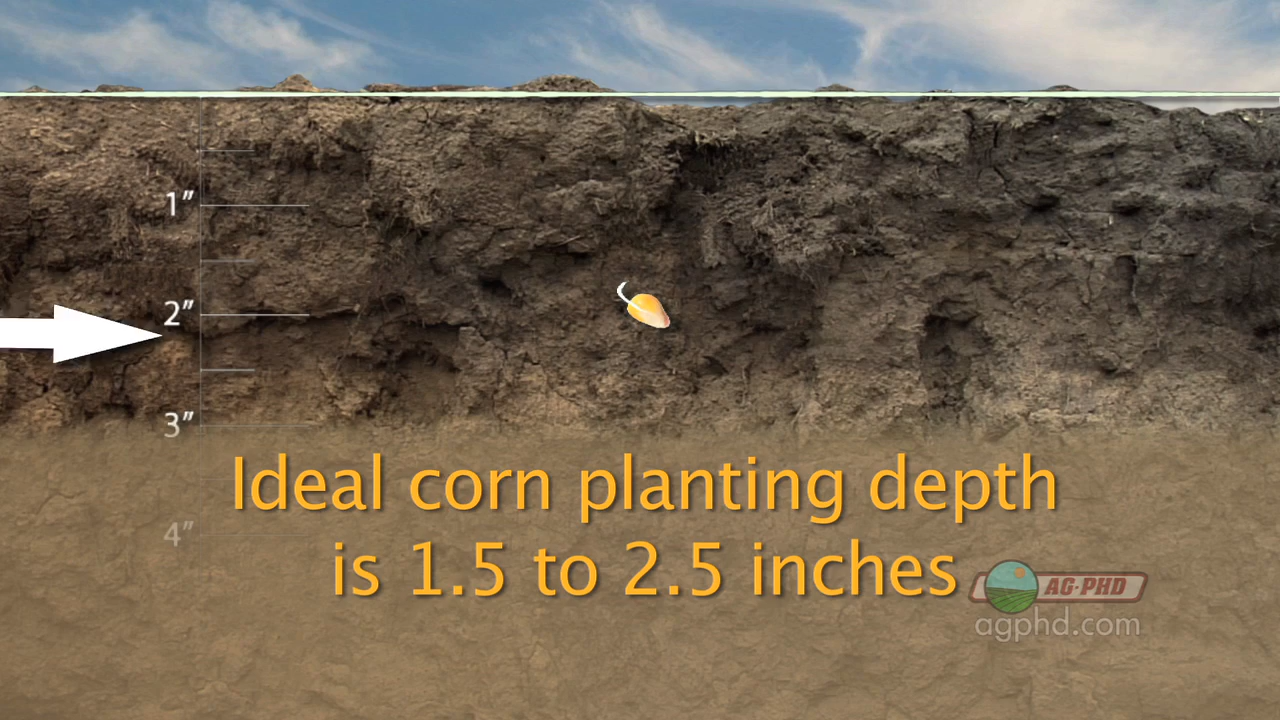 1”
2”
3”
4”
Ideal corn planting depth
is 1.5 to 2.5 inches
AG•PHD
agphd.com